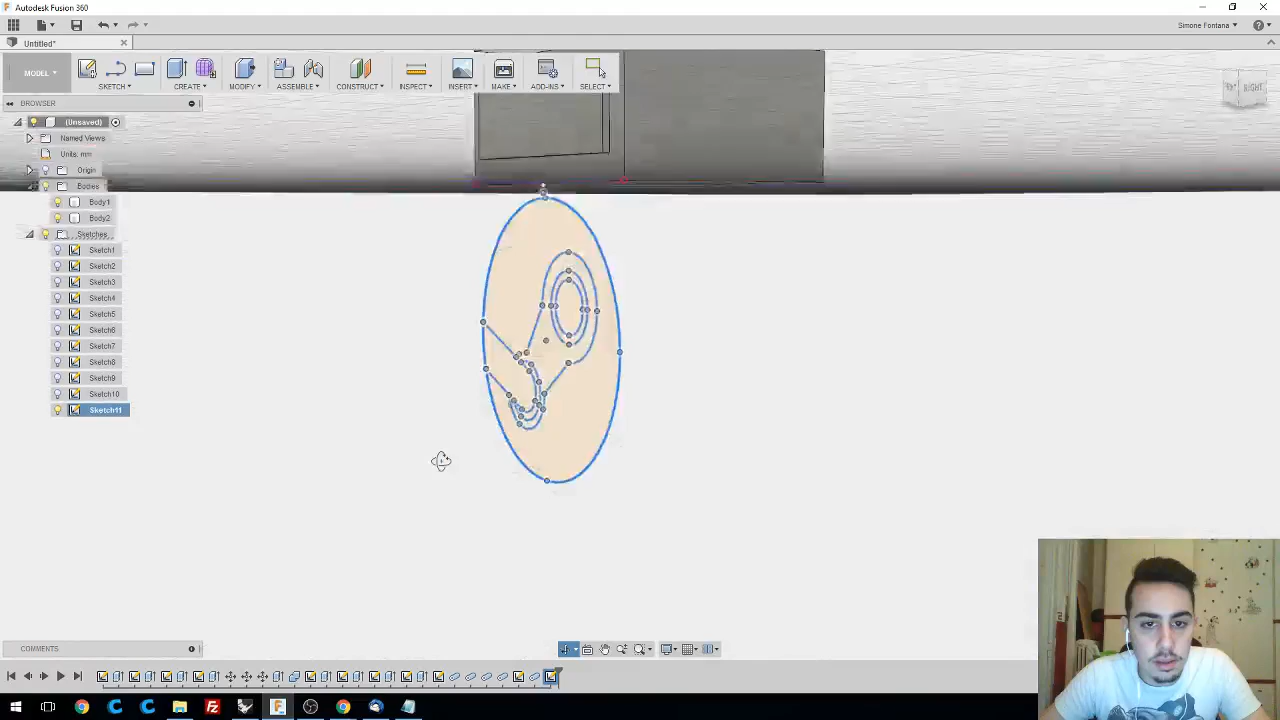 Autodesk Fusion 360
Simone Fontana
Untitled*
MODEL
SKETCH
CREATE
MODIFY
ASSEMBLE
CONSTRUCT
INSPECT
INSERT
MAKE
ADD-INS
SELECT
RIGHT
BROWSER
(Unsaved)
Named Views
Units: mm
Origin
Bodies
Body1
Body2
Sketches
Sketch1
Sketch2
Sketch3
Sketch4
Sketch5
Sketch6
Sketch7
Sketch8
Sketch9
Sketch10
Sketch11
COMMENTS